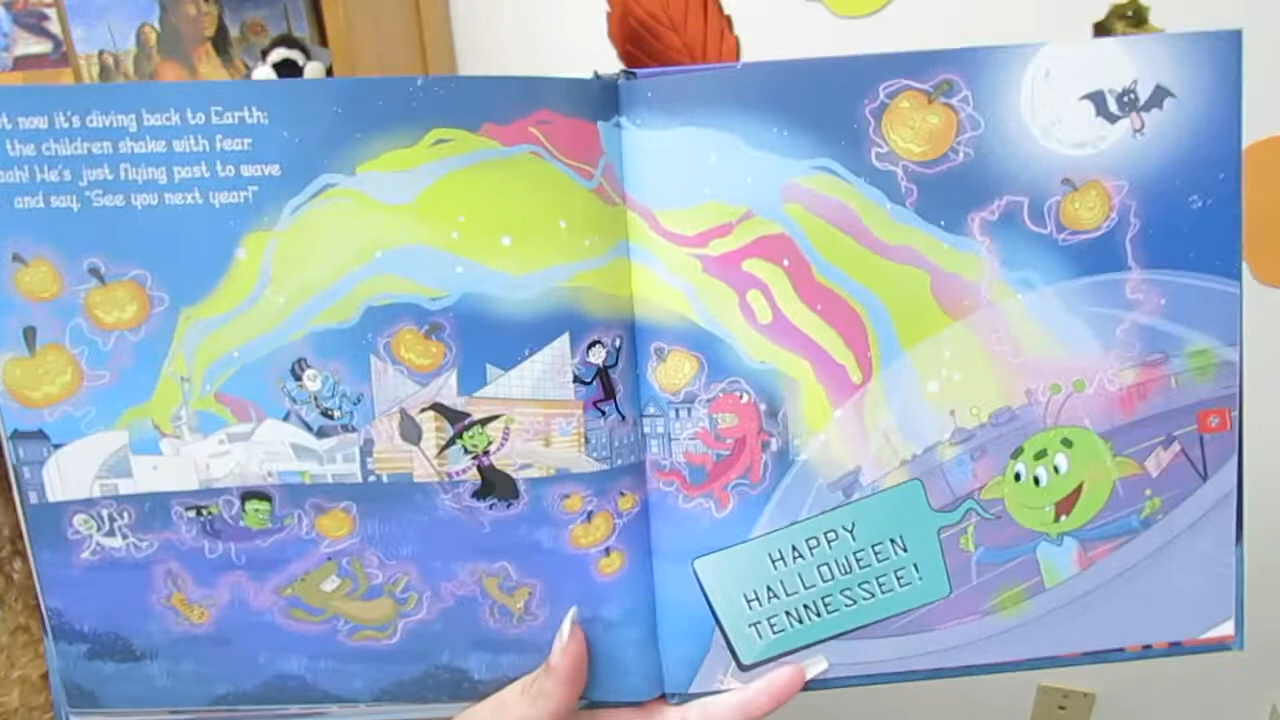 now it's diving back to Earth;
the children shake with fear.
He's just flying past to wave
and say, "See you next year!"
HAPPY
HALLOWEEN
TENNESSEE!